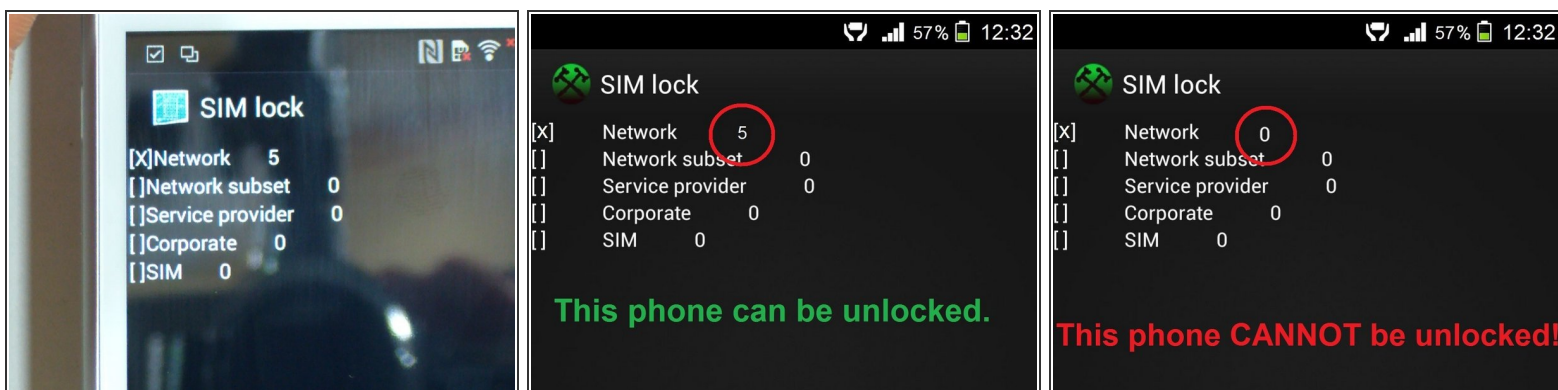 SIM lock
[X]Network 5
[ ]Network subset 0
[ ]Service provider 0
[ ]Corporate 0
[ ]SIM 0
57% 12:32
SIM lock
[X] Network 5
[ ] Network subset 0
[ ] Service provider 0
[ ] Corporate 0
[ ] SIM 0
This phone can be unlocked.
57% 12:32
SIM lock
[X] Network 0
[ ] Network subset 0
[ ] Service provider 0
[ ] Corporate 0
[ ] SIM 0
This phone CANNOT be unlocked!